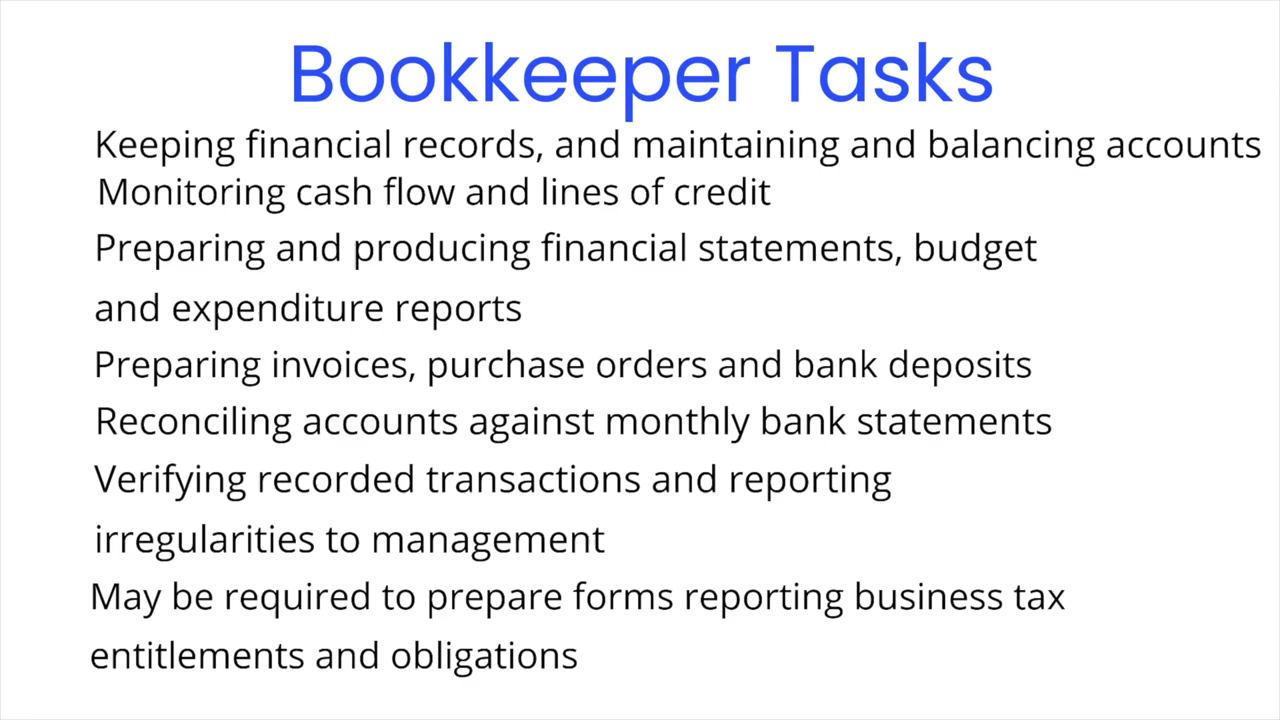 Bookkeeper Tasks
Keeping financial records, and maintaining and balancing accounts
Monitoring cash flow and lines of credit
Preparing and producing financial statements, budget
and expenditure reports
Preparing invoices, purchase orders and bank deposits
Reconciling accounts against monthly bank statements
Verifying recorded transactions and reporting
irregularities to management
May be required to prepare forms reporting business tax
entitlements and obligations